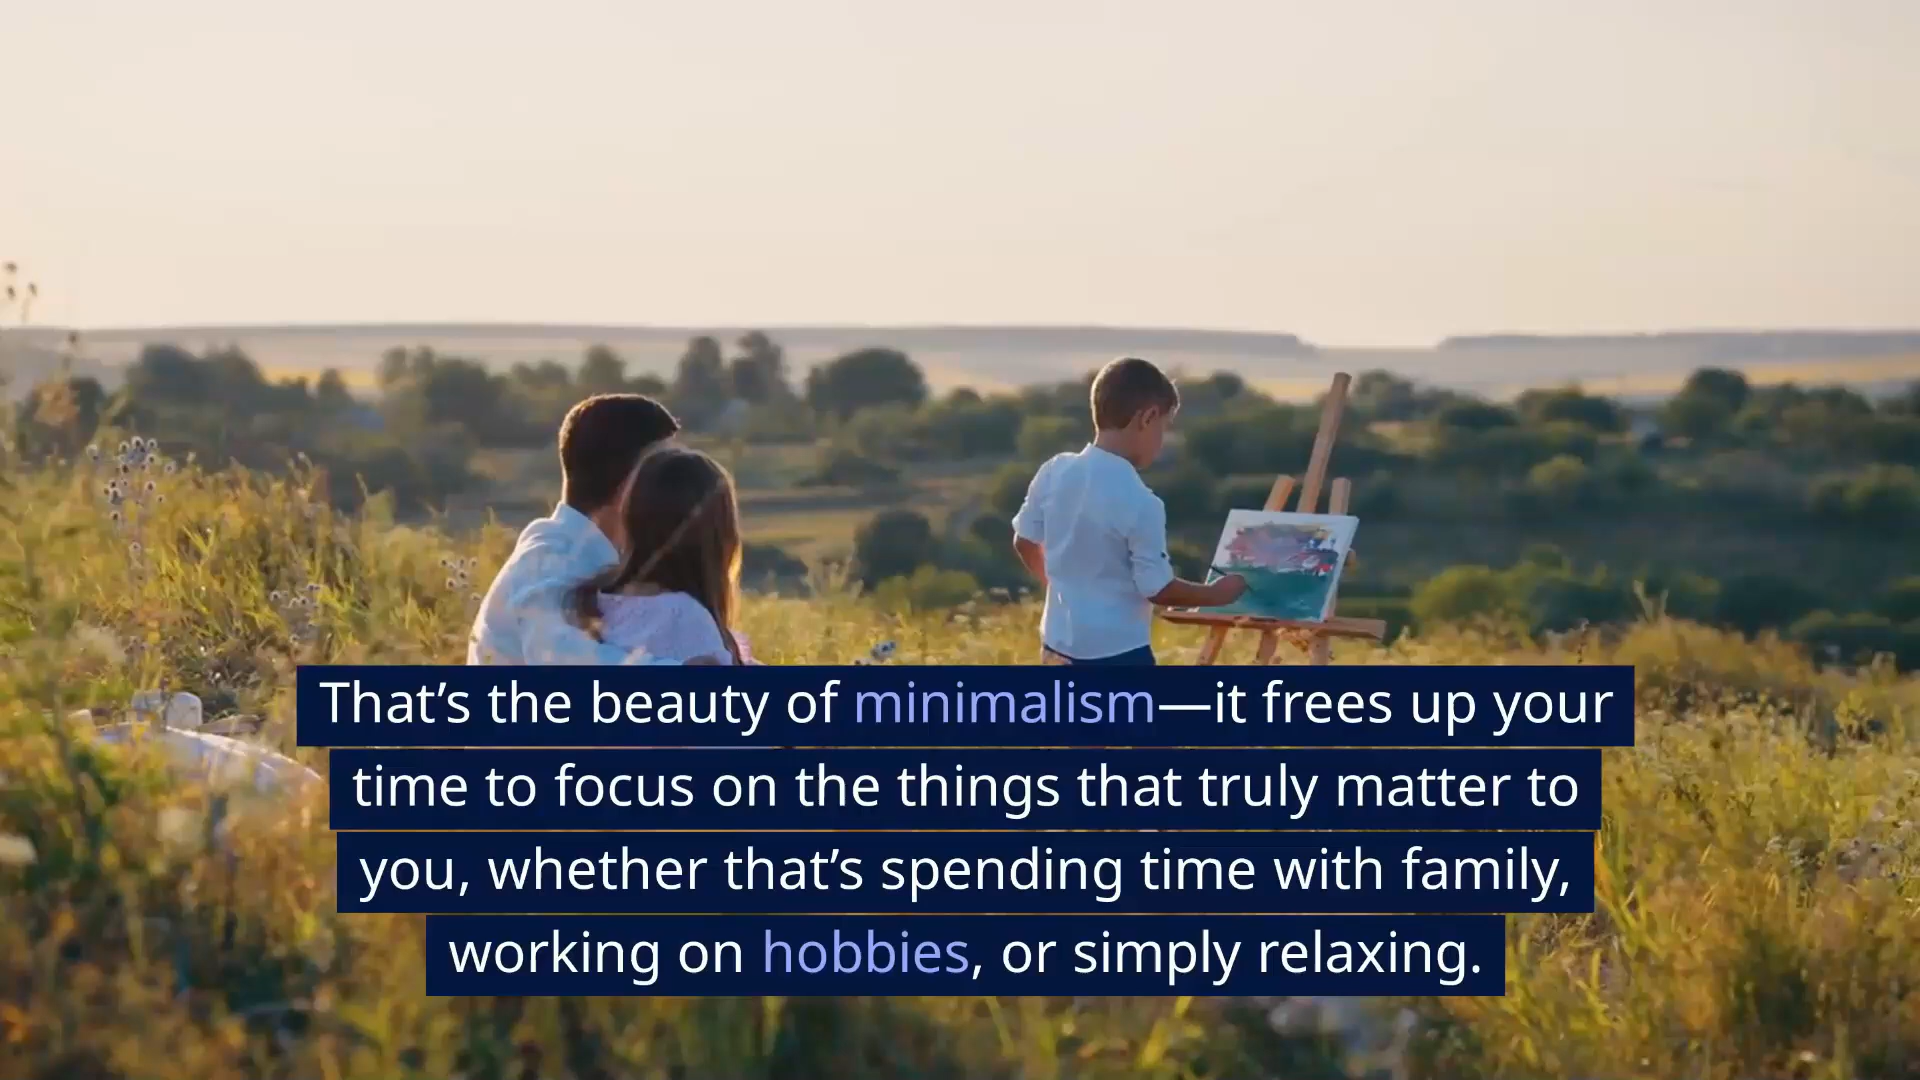 That’s the beauty of minimalism—it frees up your
time to focus on the things that truly matter to
you, whether that’s spending time with family,
working on hobbies, or simply relaxing.